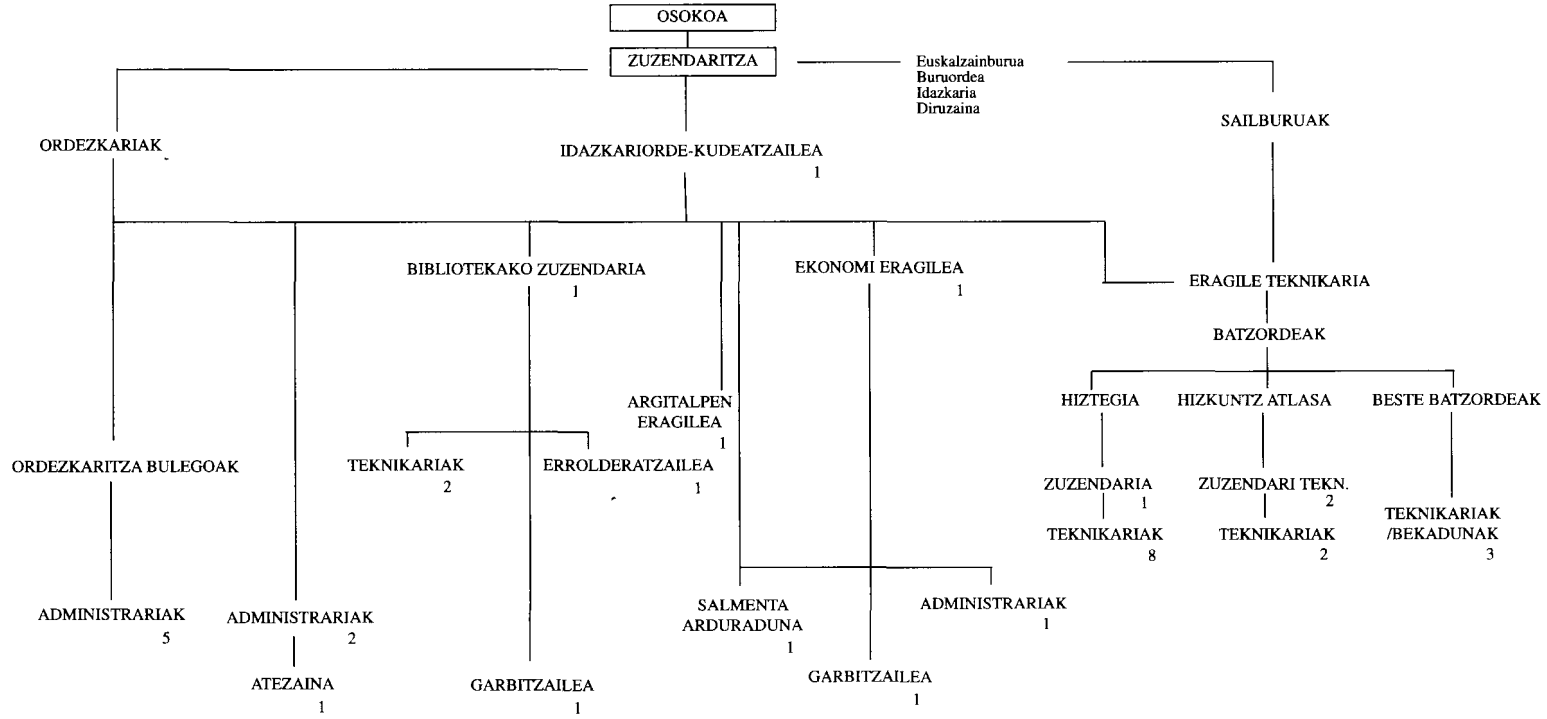 OSOKOA
ZUZENDARITZA
Euskalzainburua
Buruordea
Idazkaria
Diruzaina
SAILBURUAK
ORDEZKARIAK
IDAZKARIORDE-KUDEATZAILEA
1
BIBLIOTEKAKO ZUZENDARIA
1
EKONOMI ERAGILEA
1
ERAGILE TEKNIKARIA
BATZORDEAK
ARGITALPEN
ERAGILEA
1
HIZTEGIA
HIZKUNTZ ATLASA
BESTE BATZORDEAK
ORDEZKARITZA BULEGOAK
TEKNIKARIAK
2
ERROLDERATZAILEA
1
ZUZENDARIA
1
ZUZENDARI TEKN.
2
TEKNIKARIAK
8
TEKNIKARIAK
2
TEKNIKARIAK
/BEKADUNAK
3
ADMINISTRARIAK
5
ADMINISTRARIAK
2
SALMENTA
ARDURADUNA
1
ADMINISTRARIAK
1
ATEZAINA
1
GARBITZAILEA
1
GARBITZAILEA
1